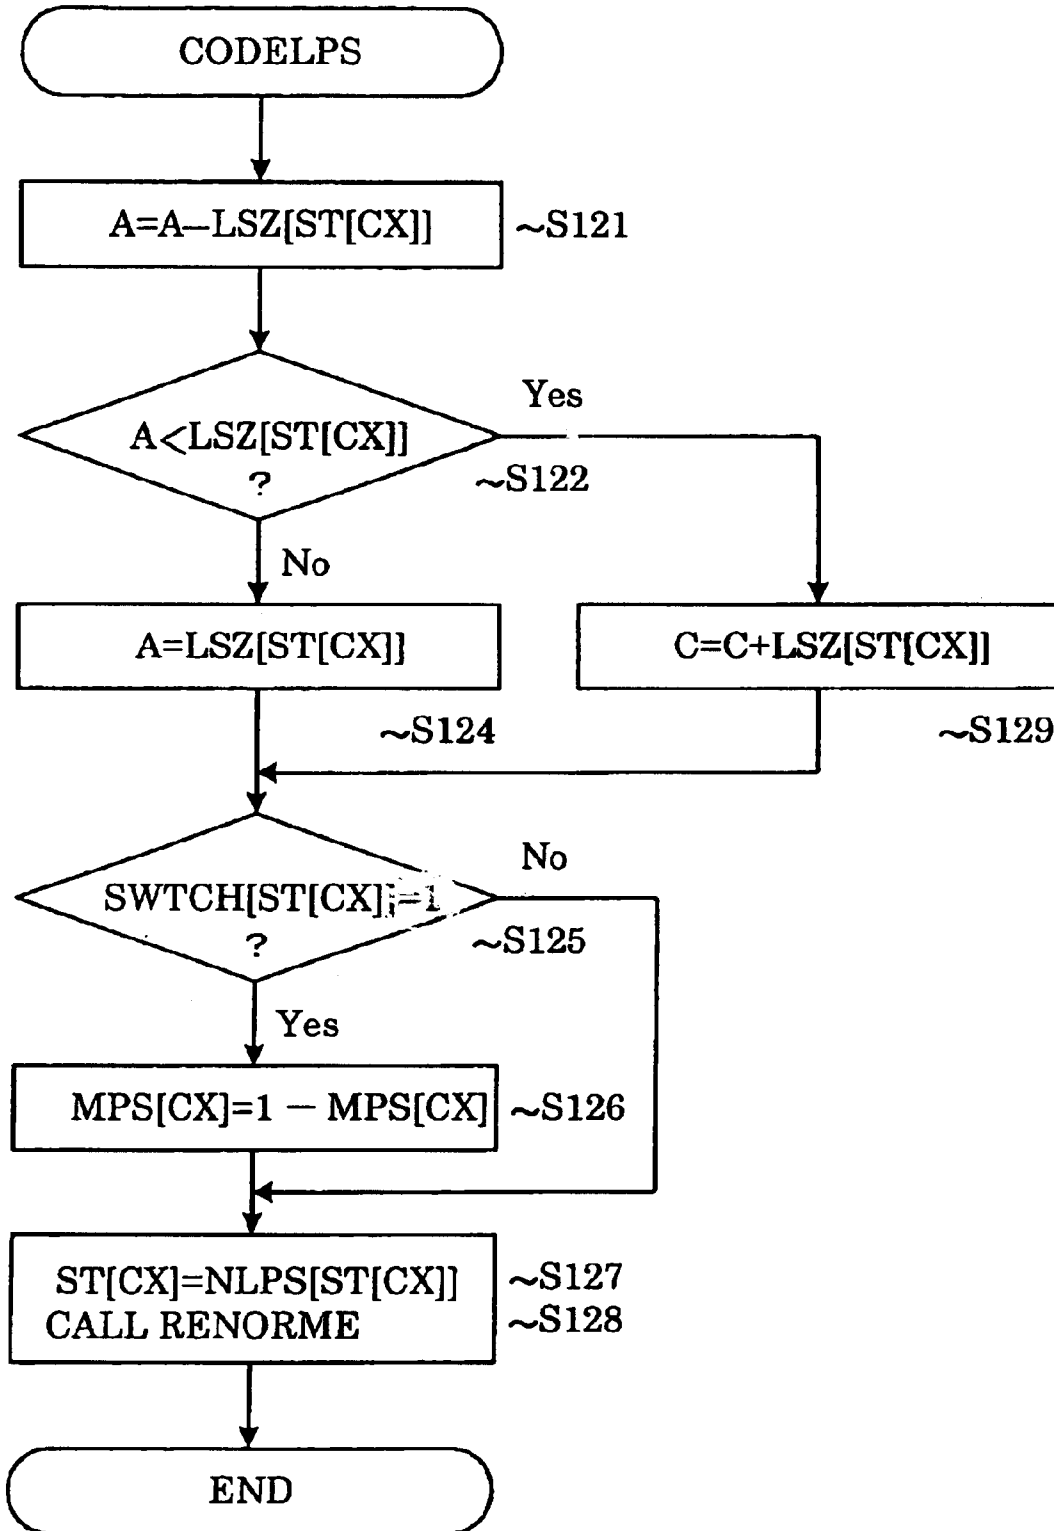 CODELPS
A=A−LSZ[ST[CX]]
~S121
A<LSZ[ST[CX]]
?
Yes
~S122
No
A=LSZ[ST[CX]]
C=C+LSZ[ST[CX]]
~S124
~S129
SWTCH[ST[CX]]=1
?
No
~S125
Yes
MPS[CX]=1 − MPS[CX]
~S126
ST[CX]=NLPS[ST[CX]]
~S127
CALL RENORME
~S128
END